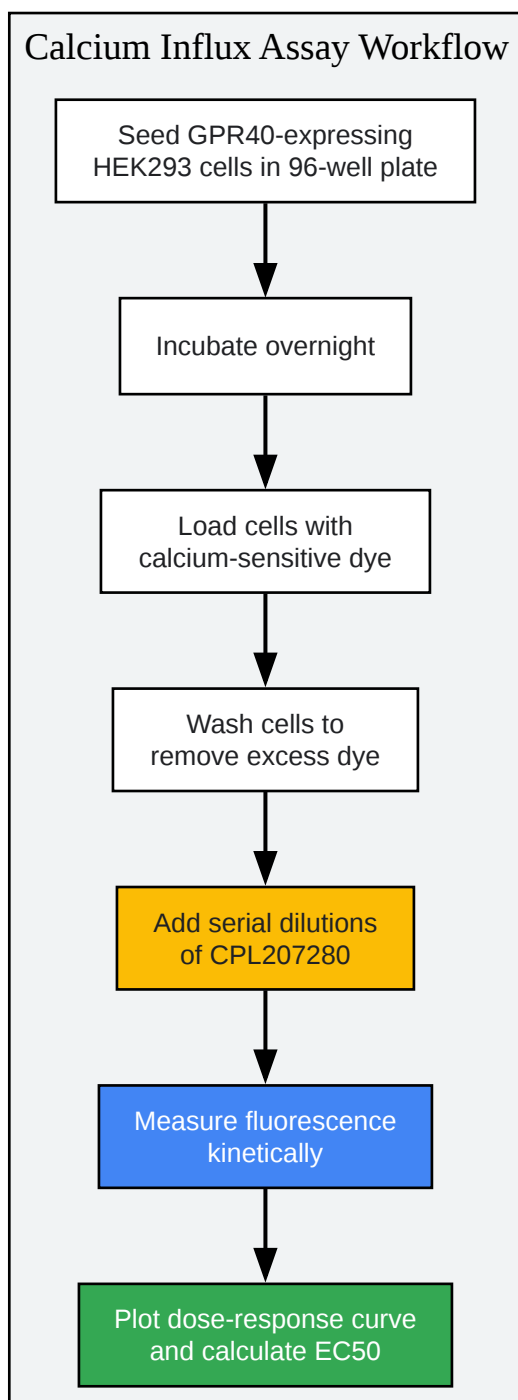 Calcium Influx Assay Workflow
Seed GPR40-expressing
HEK293 cells in 96-well plate
Incubate overnight
Load cells with
calcium-sensitive dye
Wash cells to
remove excess dye
Add serial dilutions
of CPL207280
Measure fluorescence
kinetically
Plot dose-response curve
and calculate EC50